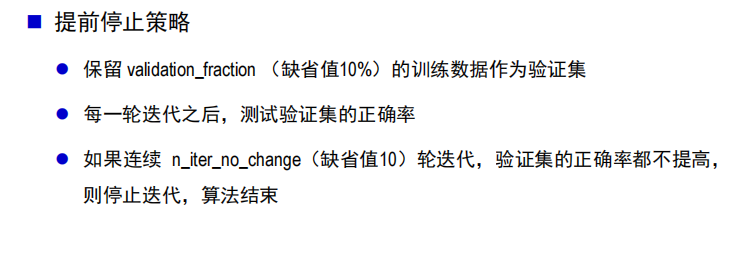 提前停止策略
保留 validation_fraction （缺省值10%）的训练数据作为验证集
每一轮迭代之后，测试验证集的正确率
如果连续 n_iter_no_change（缺省值10）轮迭代，验证集的正确率都不提高，
则停止迭代，算法结束